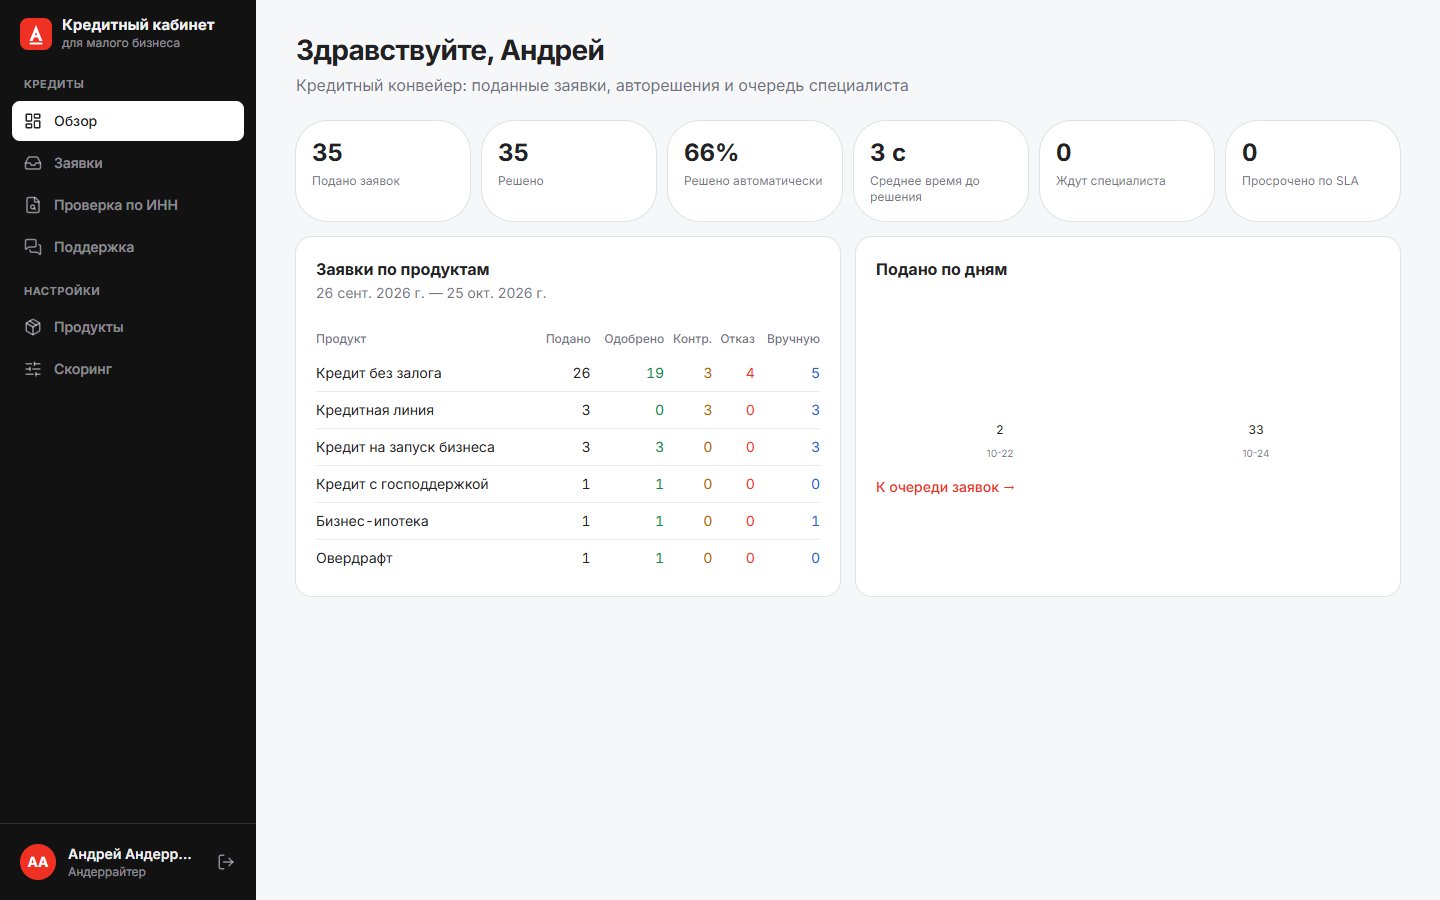 Кредитный кабинет
для малого бизнеса
КРЕДИТЫ
Обзор
Заявки
Проверка по ИНН
Поддержка
НАСТРОЙКИ
Продукты
Скоринг
АА
Андрей Андерр...
Андеррайтер
Здравствуйте, Андрей
Кредитный конвейер: поданные заявки, авторешения и очередь специалиста
35
Подано заявок
35
Решено
66%
Решено автоматически
3 с
Среднее время до
решения
0
Ждут специалиста
0
Просрочено по SLA
Заявки по продуктам
26 сент. 2026 г. — 25 окт. 2026 г.
Продукт Подано Одобрено Контр. Отказ Вручную
Кредит без залога 26 19 3 4 5
Кредитная линия 3 0 3 0 3
Кредит на запуск бизнеса 3 3 0 0 3
Кредит с господдержкой 1 1 0 0 0
Бизнес-ипотека 1 1 0 0 1
Овердрафт 1 1 0 0 0
Подано по дням
2 33
10-22 10-24
К очереди заявок →